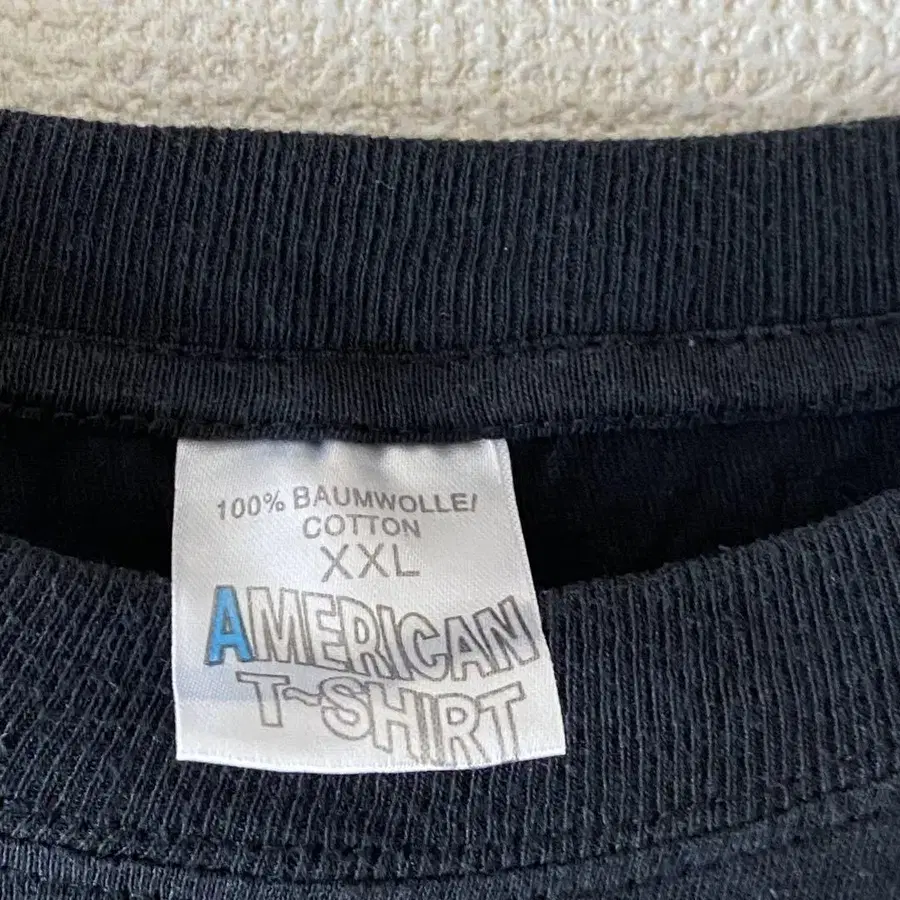 100% BAUMWOLLE/
COTTON
XXL
AMERICAN
T~SHIRT